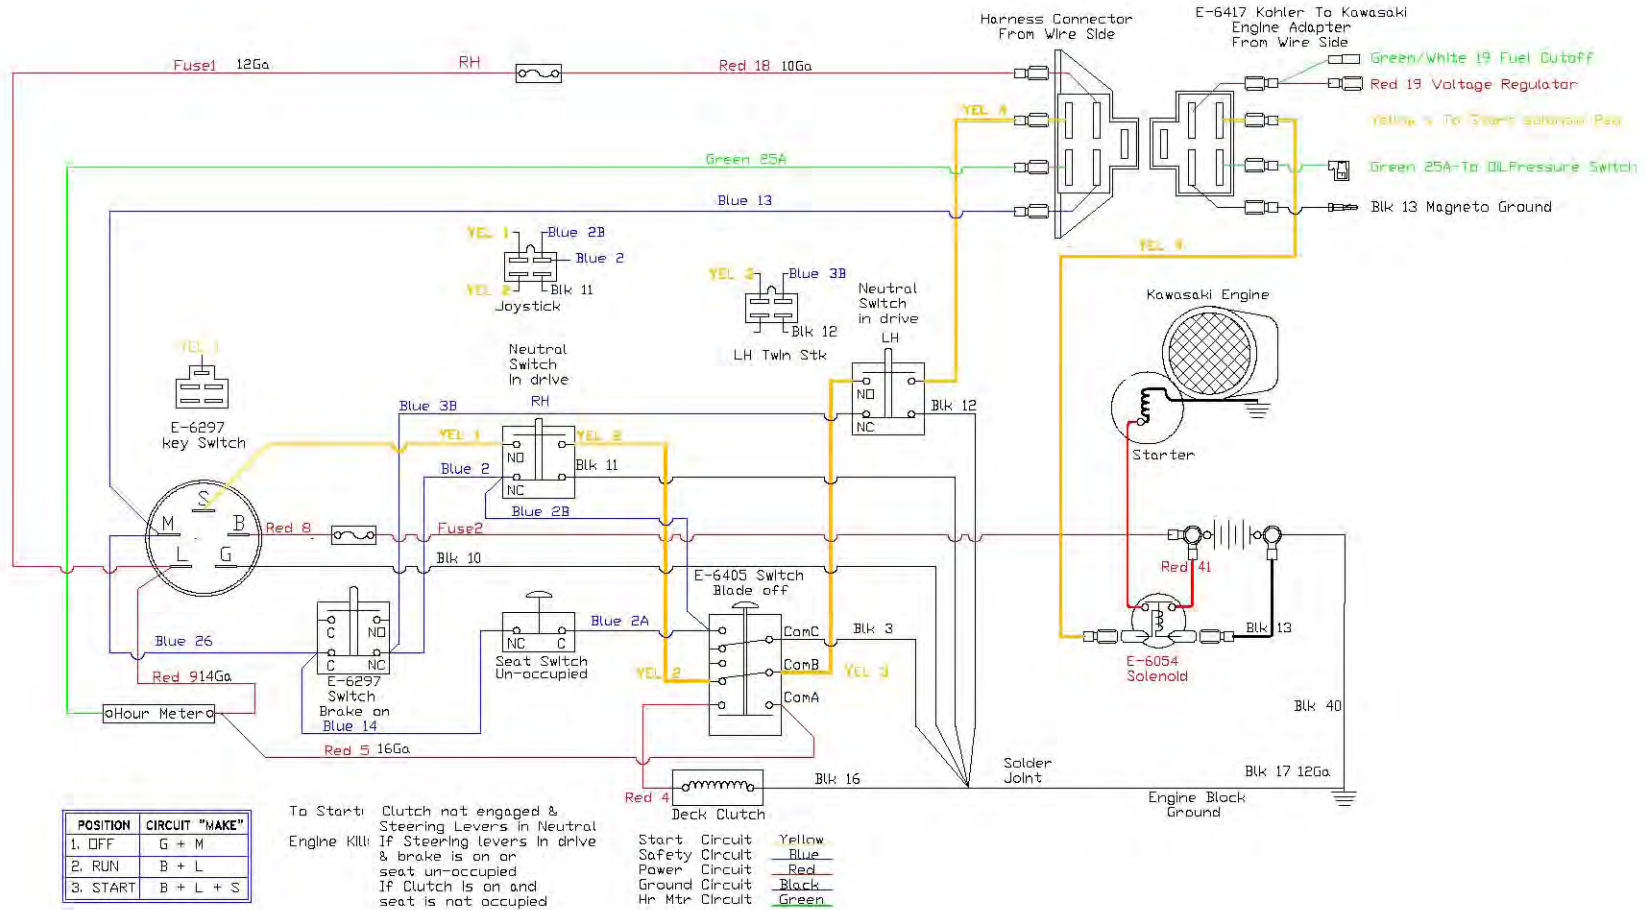 Harness Connector
From Wire Side
E-6417 Kohler To Kawasaki
Engine Adapter
From Wire Side
Green/White 19 Fuel Cutoff
Fuse1 12Ga
RH
Red 18 10Ga
Red 19 Voltage Regulator
YEL 4
Yellow 4 To Start Solenoid Pad
Green 25A
Green 25A-To OILPressure Switch
Blue 13
Blk 13 Magneto Ground
YEL 1
Blue 2B
Blue 2
YEL 2
Blk 11
Joystick
YEL 4
YEL 2
Blue 3B
Blk 12
LH Twin Stk
Neutral
Switch
in drive
LH
NO
NC
Kawasaki Engine
YEL 1
E-6297
key Switch
Neutral
Switch
In drive
RH
Blue 3B
Blk 12
YEL 1
YEL 2
NO
Blue 2
Blk 11
NC
Starter
Blue 2B
S
M
B
L
G
Red 8
Fuse2
Blk 10
Red 41
E-6405 Switch
Blade off
C
NO
C
NC
Blue 26
E-6297
Switch
Brake on
NC
C
Seat Switch
Un-occupied
Blue 2A
ComC
ComB
ComA
Blk 3
YEL 2
YEL 3
Blk 13
E-6054
Solenoid
Red 914Ga
Hour Meter
Blue 14
Red 5 16Ga
Blk 40
Solder
Joint
Blk 17 12Ga
Red 4
Blk 16
Deck Clutch
Engine Block
Ground
POSITION CIRCUIT "MAKE"
1. OFF G + M
2. RUN B + L
3. START B + L + S
To Start: Clutch not engaged &
Steering Levers in Neutral
Engine Kill: If Steering levers in drive
& brake is on or
seat un-occupied
If Clutch is on and
seat is not occupied
Start Circuit Yellow
Safety Circuit Blue
Power Circuit Red
Ground Circuit Black
Hr Mtr Circuit Green